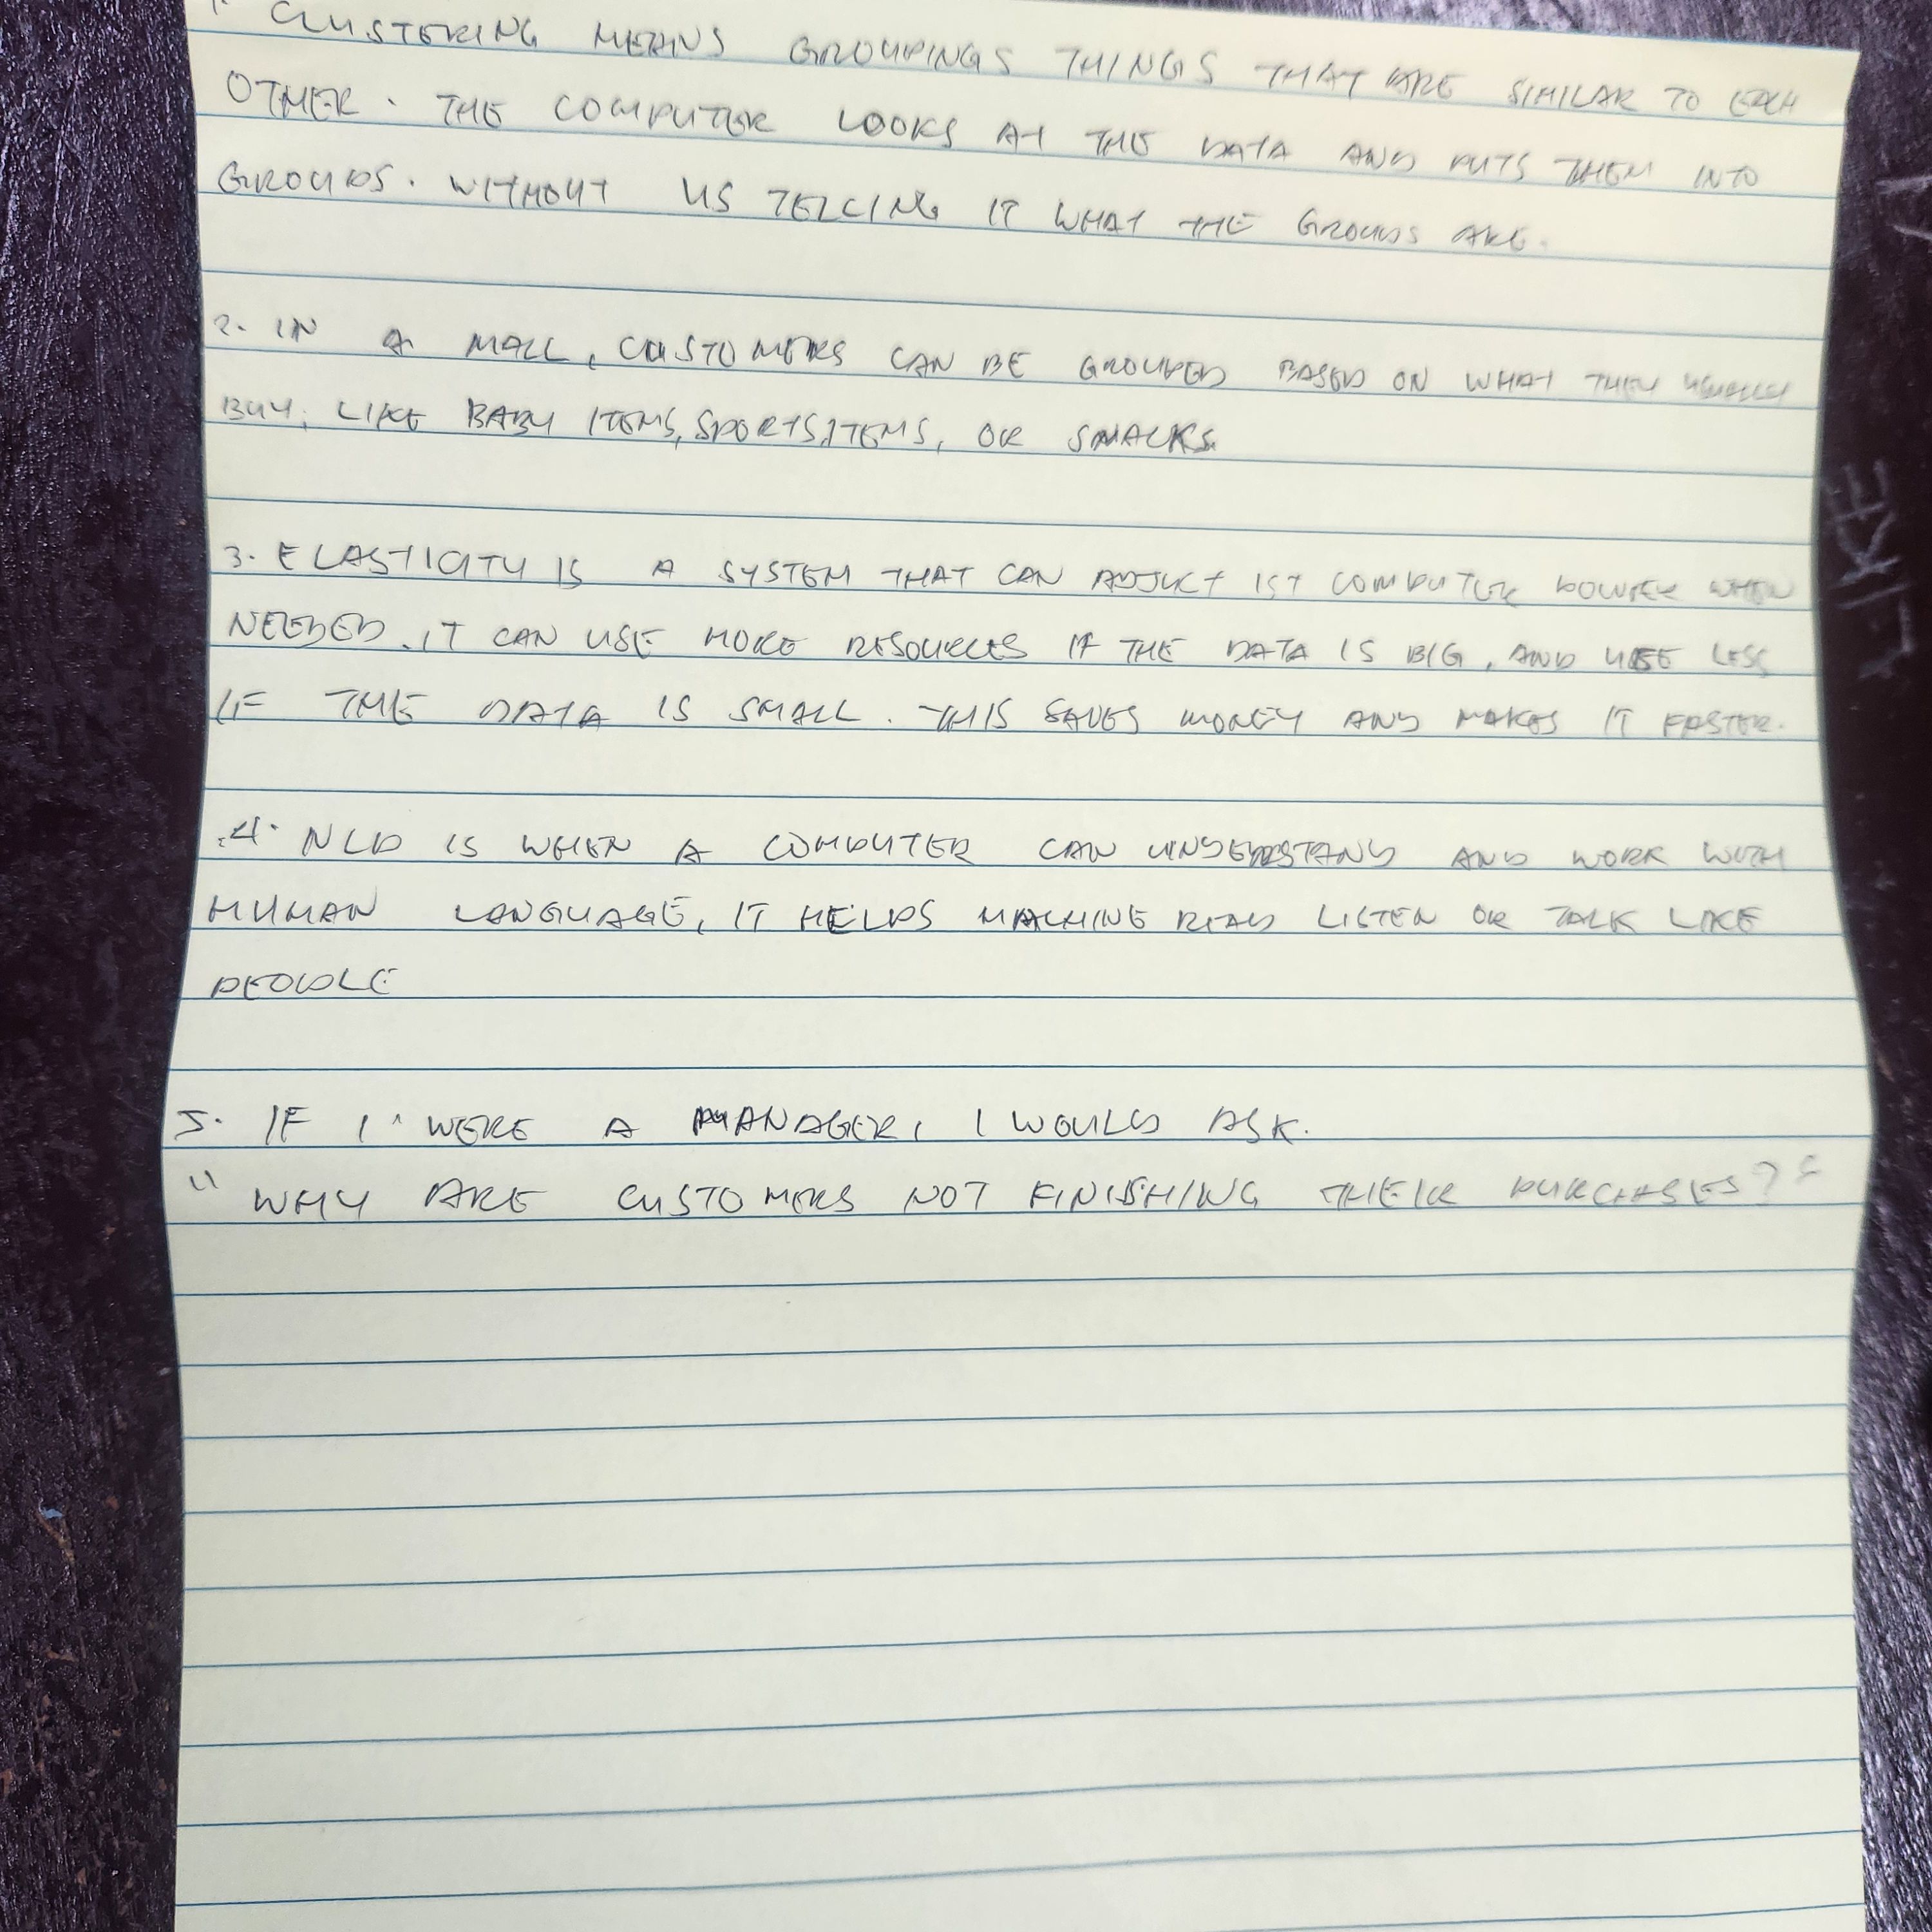 1. CLUSTERING MEANS GROUPINGS THINGS THAT ARE SIMILAR TO EACH
OTHER. THE COMPUTER LOOKS AT THE DATA AND PUTS THEM INTO
GROUPS. WITHOUT US TELLING IT WHAT THE GROUPS ARE.
2. IN A MALL, CUSTOMERS CAN BE GROUPED BASED ON WHAT THEY USUALLY
BUY, LIKE BABY ITEMS, SPORTS ITEMS, OR SNACKS.
3. ELASTICITY IS A SYSTEM THAT CAN ADJUCT IST COMPUTER POWER WHEN
NEEDED. IT CAN USE MORE RESOURCES IF THE DATA IS BIG, AND USE LESS
IF THE DATA IS SMALL. THIS SAVES MONEY AND MAKES IT FASTER.
4. NLP IS WHEN A COMPUTER CAN UNDERSTAND AND WORK WITH
HUMAN LANGUAGE, IT HELPS MACHINE READ LISTEN OR TALK LIKE
PEOPLE
5. IF I WERE A MANAGER, I WOULD ASK.
"WHY ARE CUSTOMERS NOT FINISHING THEIR PURCHASES?"
LIKE